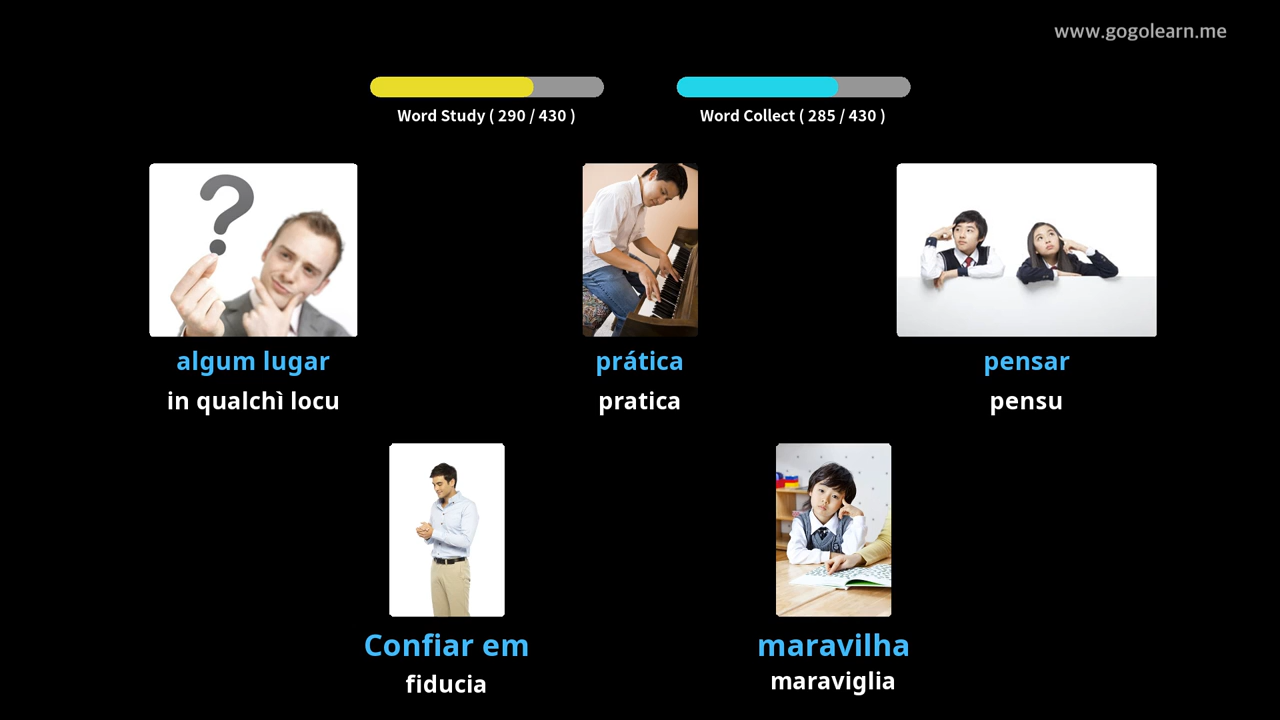 www.gogolearn.me
Word Study ( 290 / 430 )
Word Collect ( 285 / 430 )
algum lugar
in qualchì locu
prática
pratica
pensar
pensu
Confiar em
fiducia
maravilha
maraviglia